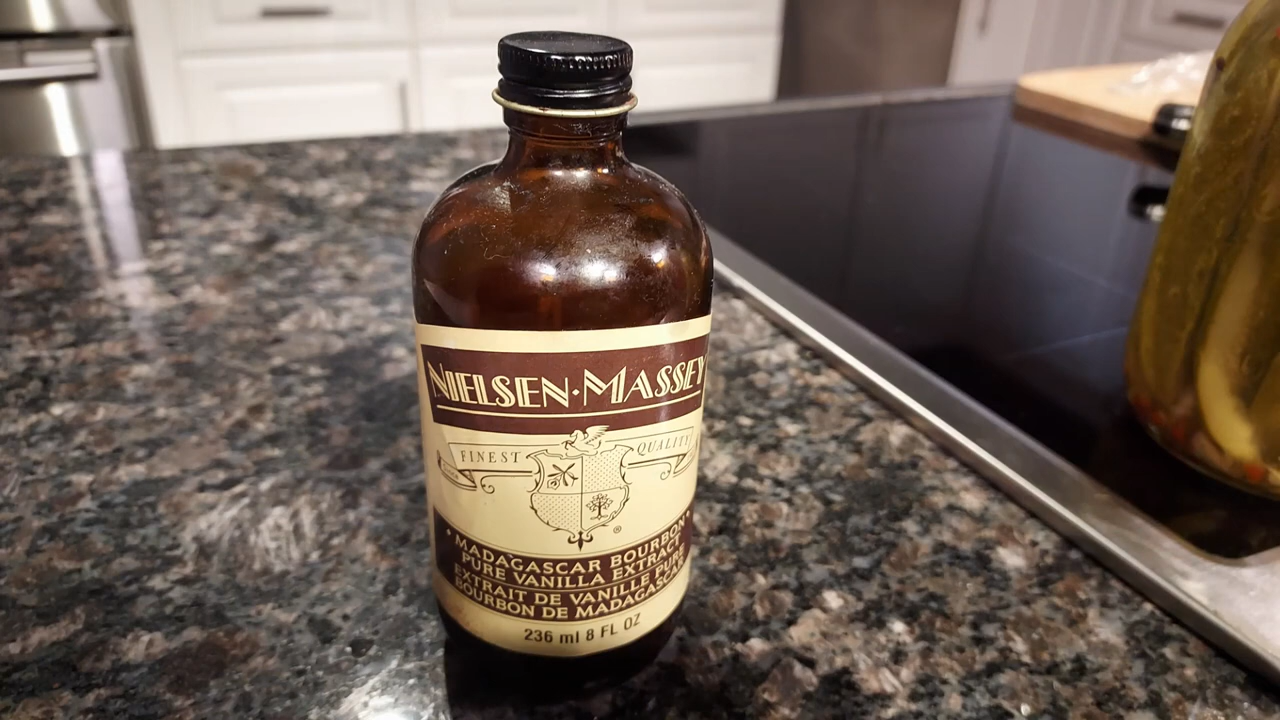 NIELSEN·MASSEY
FINEST QUALITY
®
MADAGASCAR BOURBON
PURE VANILLA EXTRACT
EXTRAIT DE VANILLE PURE
BOURBON DE MADAGASCAR
236 ml 8 FL OZ